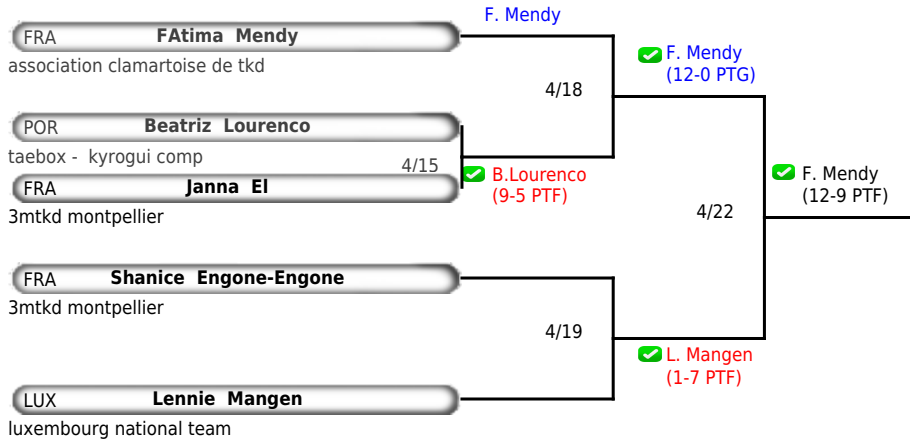 F. Mendy
FRA FAtima Mendy
association clamartoise de tkd
F. Mendy
(12-0 PTG)
4/18
POR Beatriz Lourenco
taebox - kyrogui comp
4/15
B.Lourenco
(9-5 PTF)
FRA Janna El
3mtkd montpellier
F. Mendy
(12-9 PTF)
4/22
FRA Shanice Engone-Engone
3mtkd montpellier
4/19
L. Mangen
(1-7 PTF)
LUX Lennie Mangen
luxembourg national team